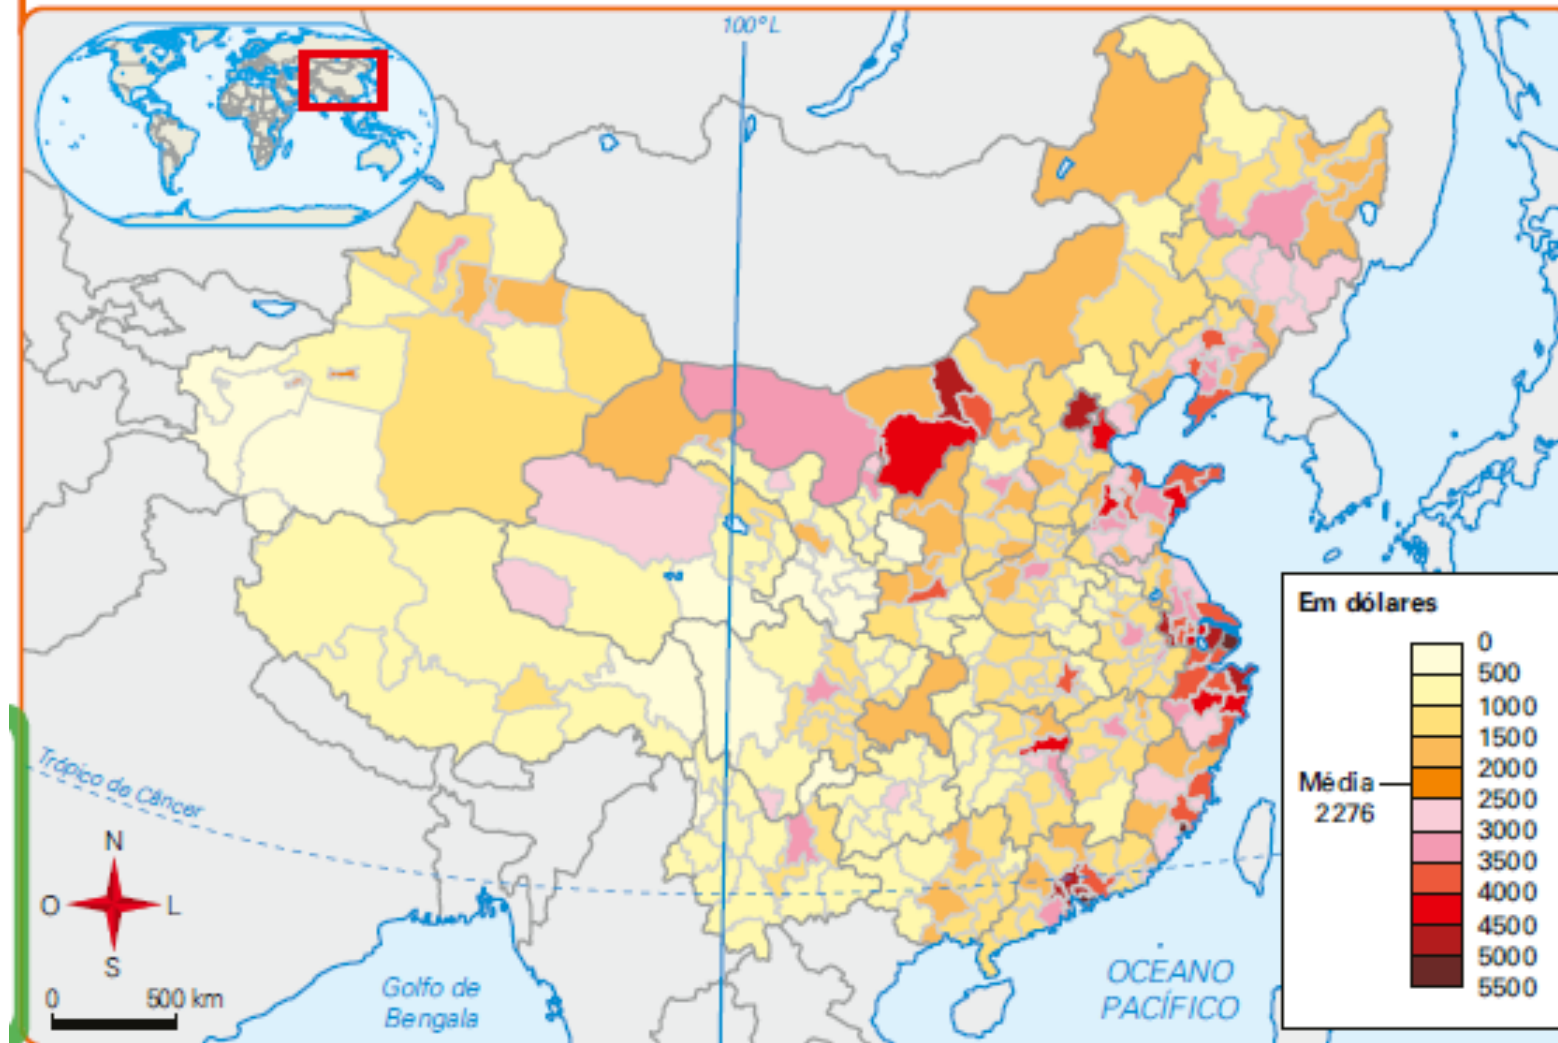 100° L
Trópico de Câncer
N
O
L
S
0
500 km
Golfo de
Bengala
OCEANO
PACÍFICO
Em dólares
0
500
1000
1500
2000
Média
2276
2500
3000
3500
4000
4500
5000
5500